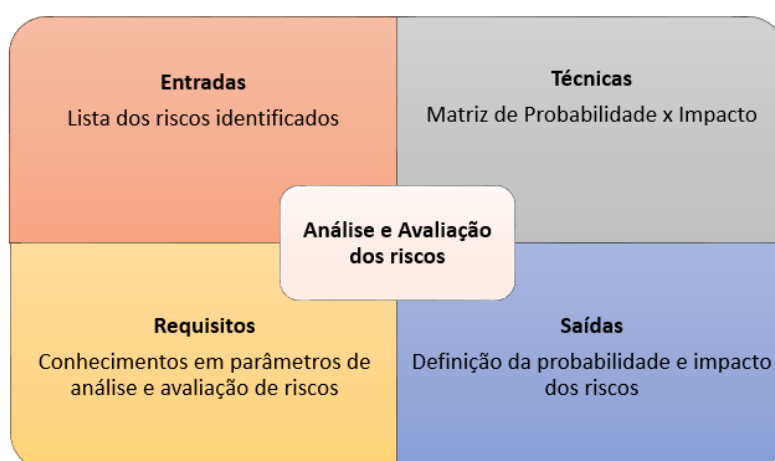 Entradas
Lista dos riscos identificados
Técnicas
Matriz de Probabilidade x Impacto
Análise e Avaliação
dos riscos
Requisitos
Conhecimentos em parâmetros de
análise e avaliação de riscos
Saídas
Definição da probabilidade e impacto
dos riscos